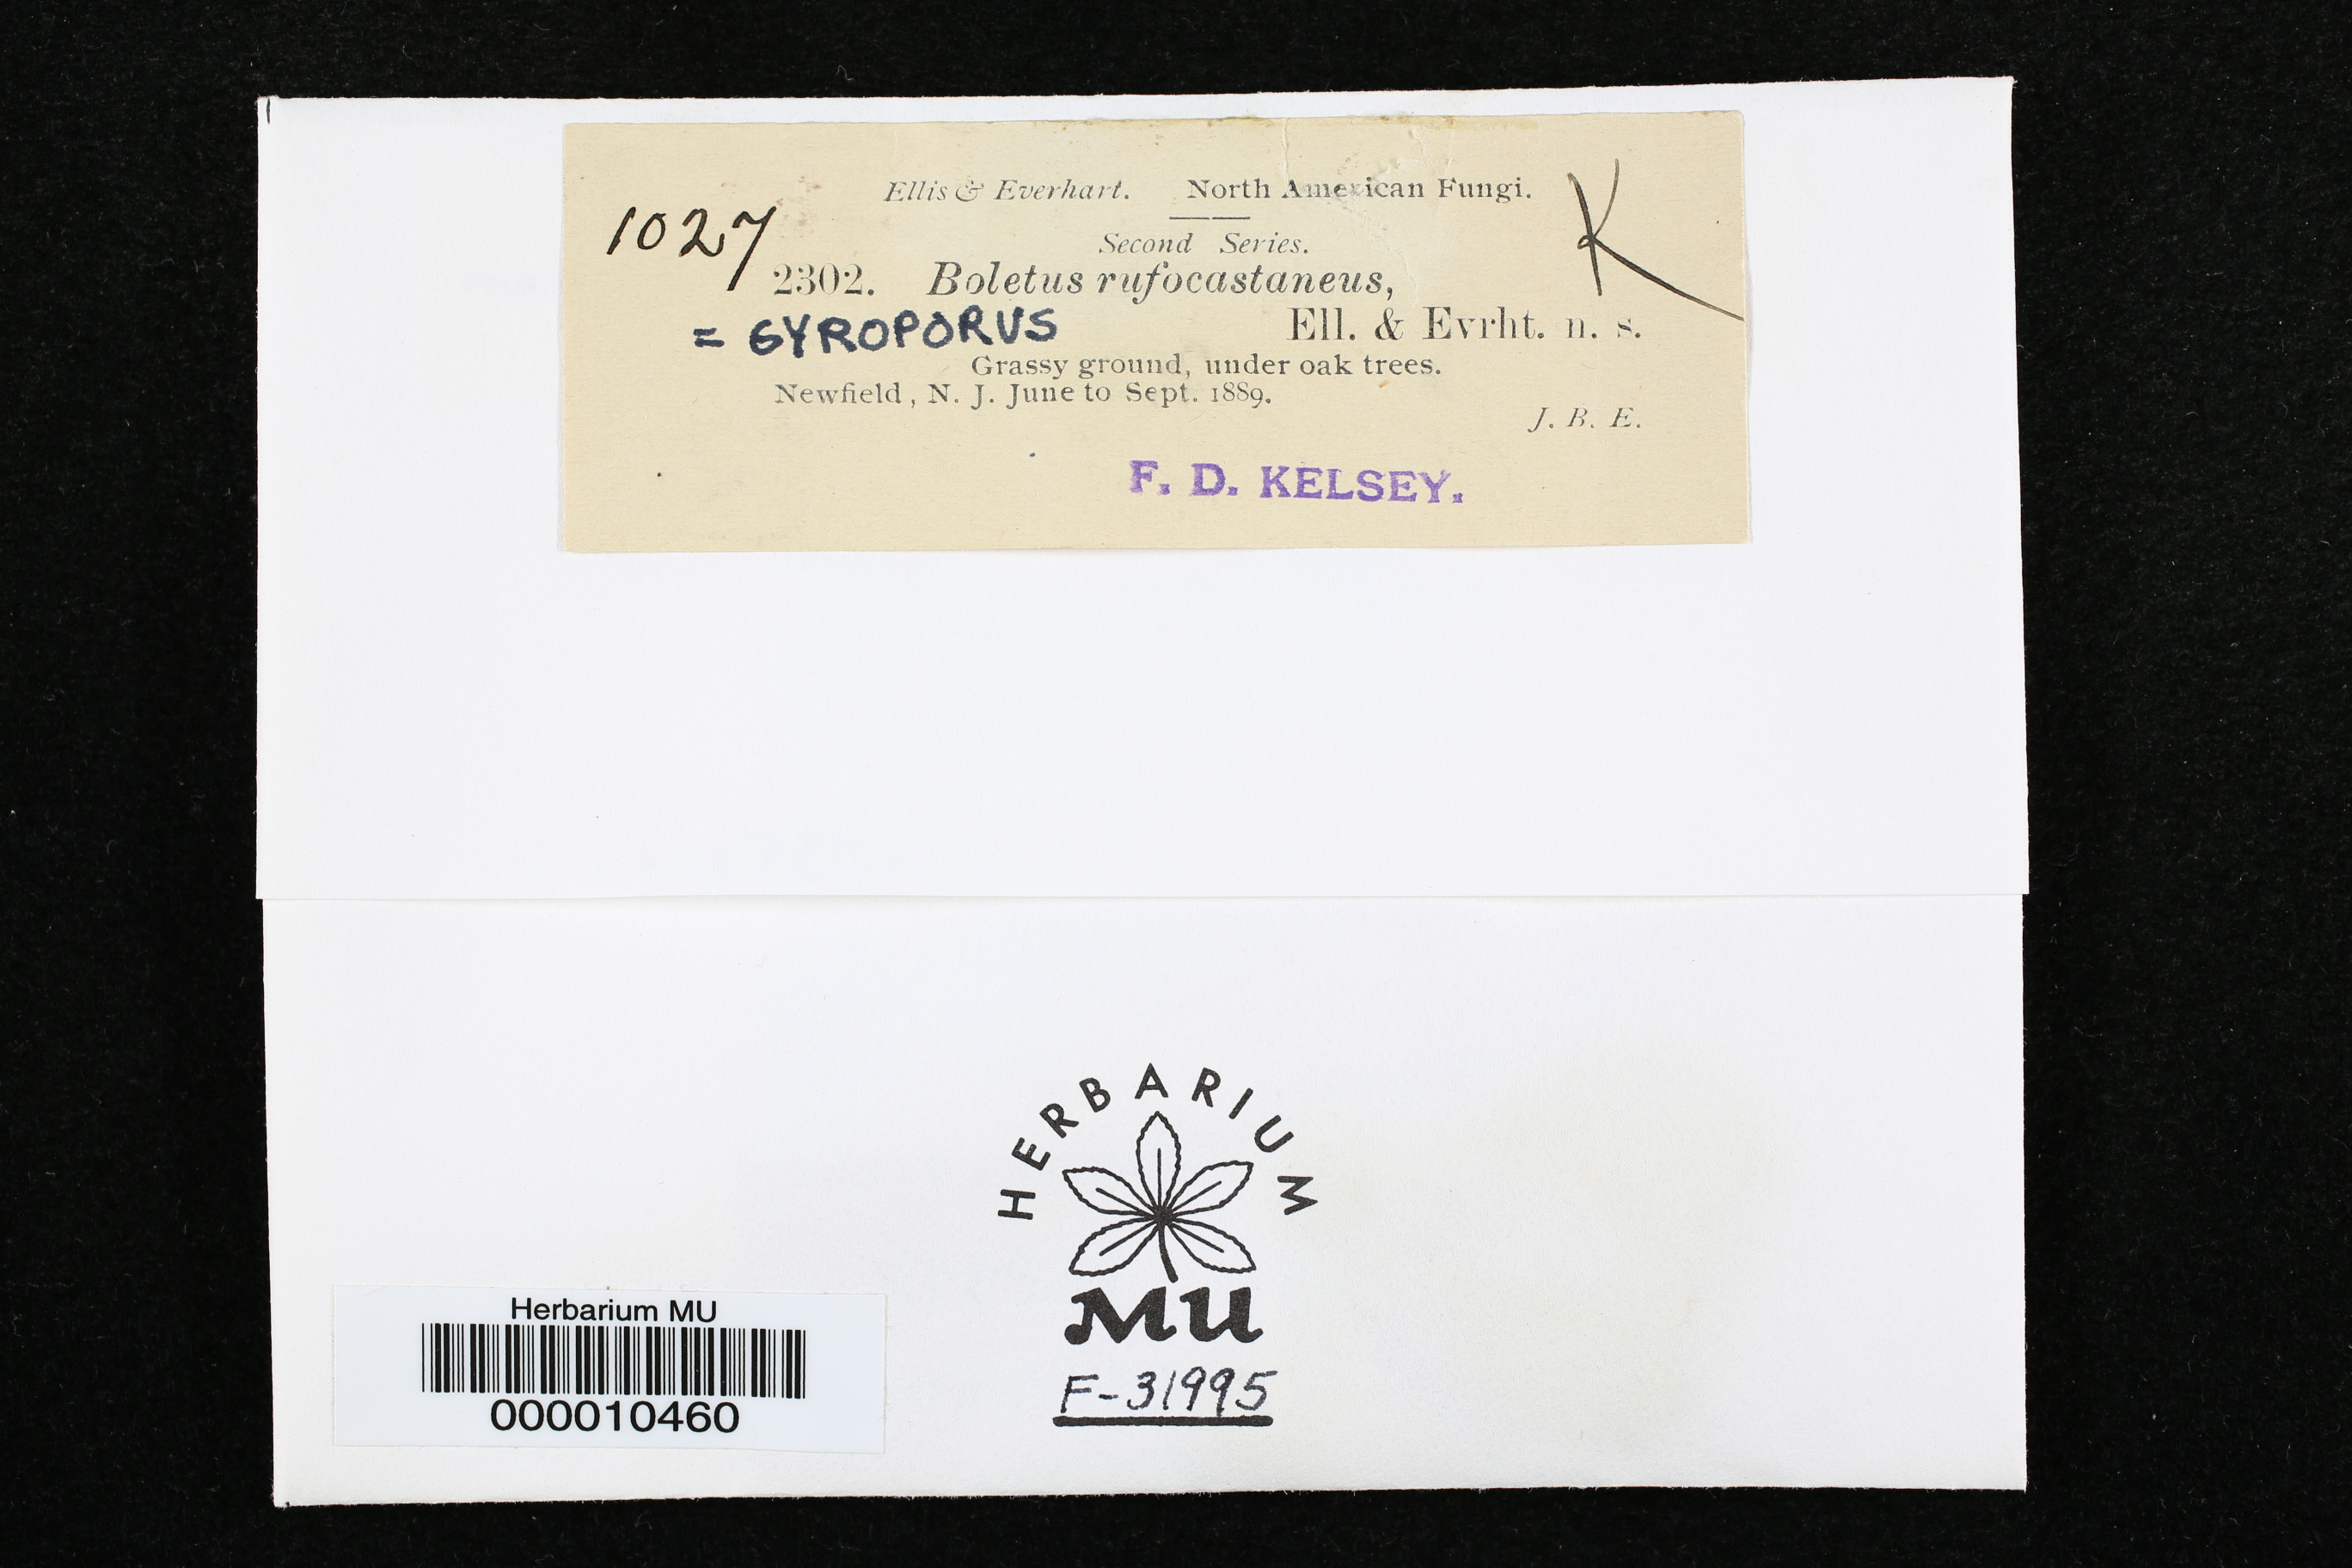 Ellis & Everhart. North American Fungi.
1027
K
Second Series.
2302. Boletus rufocastaneus,
= GYROPORUS
Ell. & Evrht. n. s.
Grassy ground, under oak trees.
Newfield, N. J. June to Sept. 1889.
J. B. E.
F. D. KELSEY.
HERBARIUM
MU
F-31995
Herbarium MU
000010460